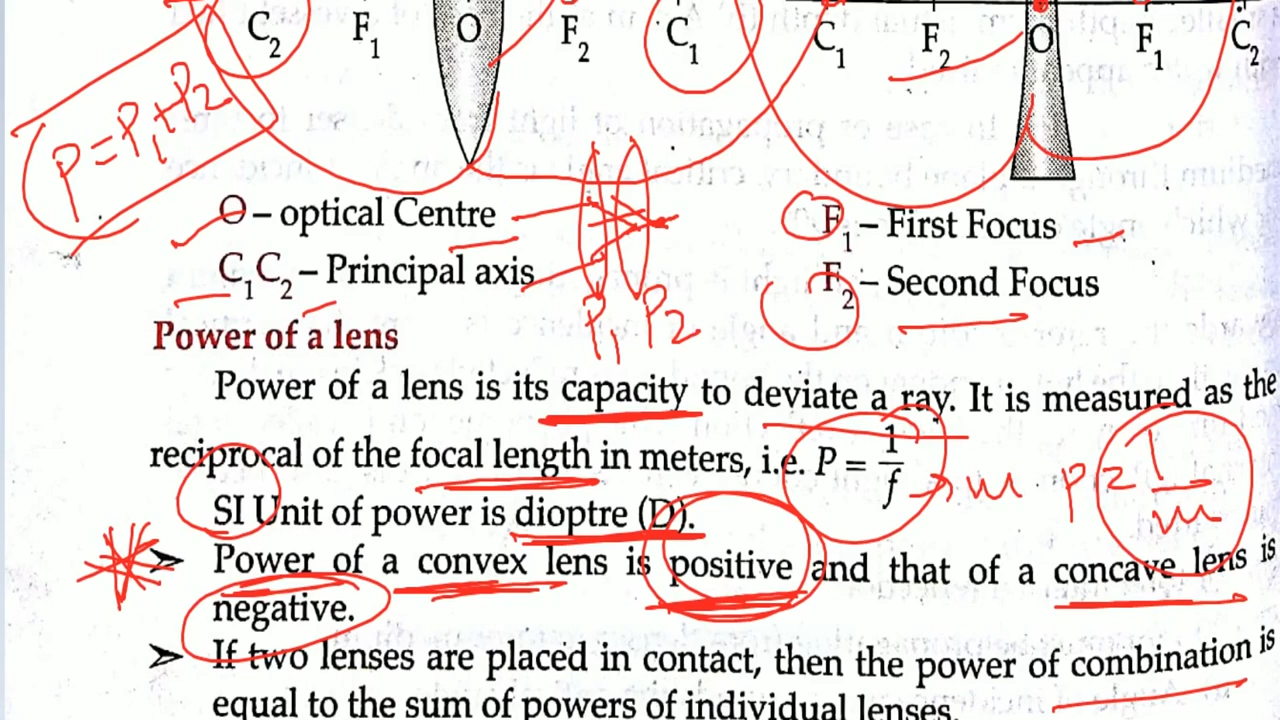 C2 F1 O F2 C1 C1 F2 O F1 C2
P=P1+P2
O – optical Centre
F1 – First Focus
C1C2 – Principal axis
F2 – Second Focus
P1 P2
Power of a lens
Power of a lens is its capacity to deviate a ray. It is measured as the
reciprocal of the focal length in meters, i.e. P = 1/f → m P = 1/m
SI Unit of power is dioptre (D).
➢ Power of a convex lens is positive and that of a concave lens is
negative.
➢ If two lenses are placed in contact, then the power of combination is
equal to the sum of powers of individual lenses.